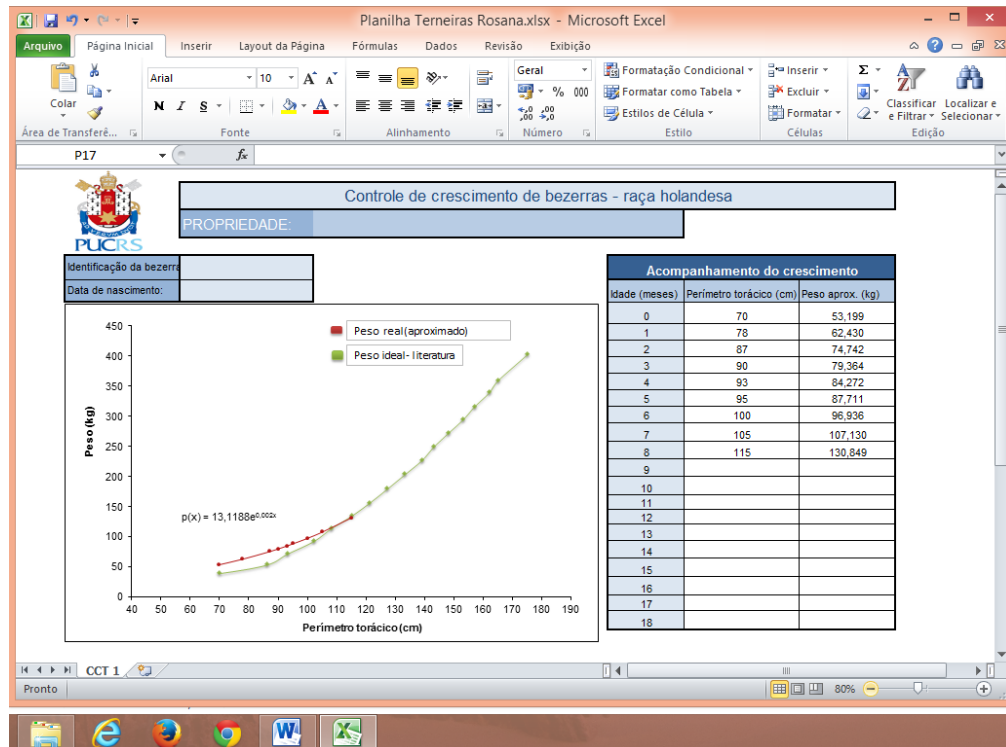 Planilha Terneiras Rosana.xlsx - Microsoft Excel
Arquivo Página Inicial Inserir Layout da Página Fórmulas Dados Revisão Exibição
Colar
Área de Transferê...
Arial 10 A A
N I S A
Fonte
Alinhamento
Geral
% 000
,00 ,00
Número
Formatação Condicional
Formatar como Tabela
Estilos de Célula
Estilo
Inserir
Excluir
Formatar
Células
Σ
Classificar e Filtrar
Localizar e Selecionar
Edição
P17 fx
PUCRS
Controle de crescimento de bezerras - raça holandesa
PROPRIEDADE:
Identificação da bezerra
Data de nascimento:
Peso real(aproximado)
Peso ideal- literatura
Peso (kg)
450
400
350
300
250
200
150
100
50
0
p(x) = 13,1188e0,002x
40 50 60 70 80 90 100 110 120 130 140 150 160 170 180 190
Perímetro torácico (cm)
Acompanhamento do crescimento
Idade (meses) Perímetro torácico (cm) Peso aprox. (kg)
0 70 53,199
1 78 62,430
2 87 74,742
3 90 79,364
4 93 84,272
5 95 87,711
6 100 96,936
7 105 107,130
8 115 130,849
9
10
11
12
13
14
15
16
17
18
CCT 1
Pronto 80%